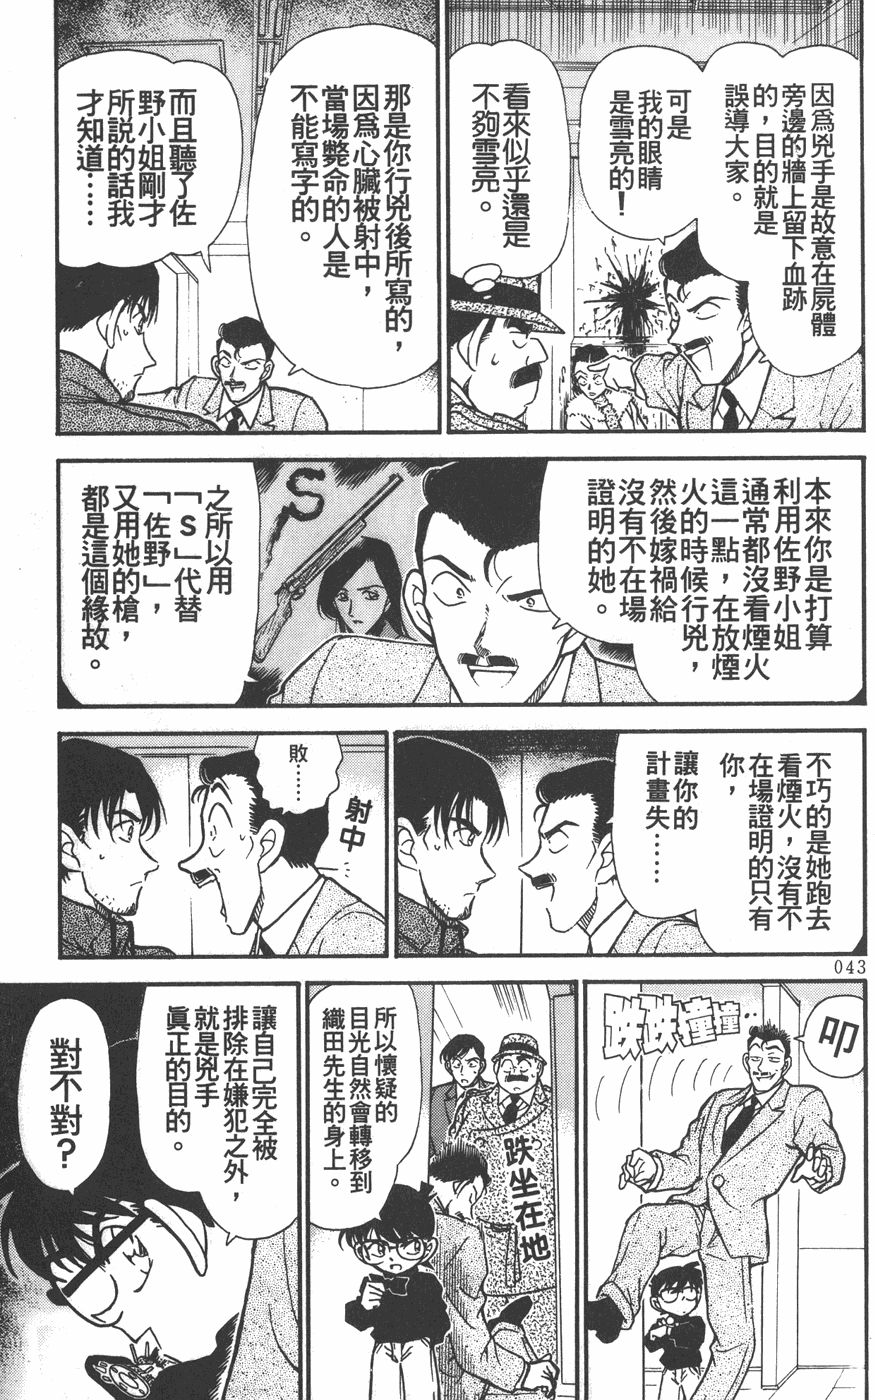 因爲兇手是故意在屍體
旁邊的牆上留下血跡
的，目的就是
誤導大家。
可是
我的眼睛
是雪亮的！
看來似乎還是
不夠雪亮。
那是你行兇後所寫的，
因爲心臟被射中，
當場斃命的人是
不能寫字的。
而且聽了佐
野小姐剛才
所說的話我
才知道……
本來你是打算
利用佐野小姐
通常都沒看煙火
這一點，在放煙
火的時候行兇，
然後嫁禍給
沒有不在場
證明的她。
S
之所以用
「S」代替
「佐野」，
又用她的槍，
都是這個緣故。
不巧的是她跑去
看煙火，沒有不
在場證明的只有
你，
讓你的
計畫失……
射中
敗……
043
叩
跌跌撞撞…
跌坐在地
所以懷疑的
目光自然會轉移到
織田先生的身上。
讓自己完全被
排除在嫌犯之外，
就是兇手
眞正的目的。
對不對？